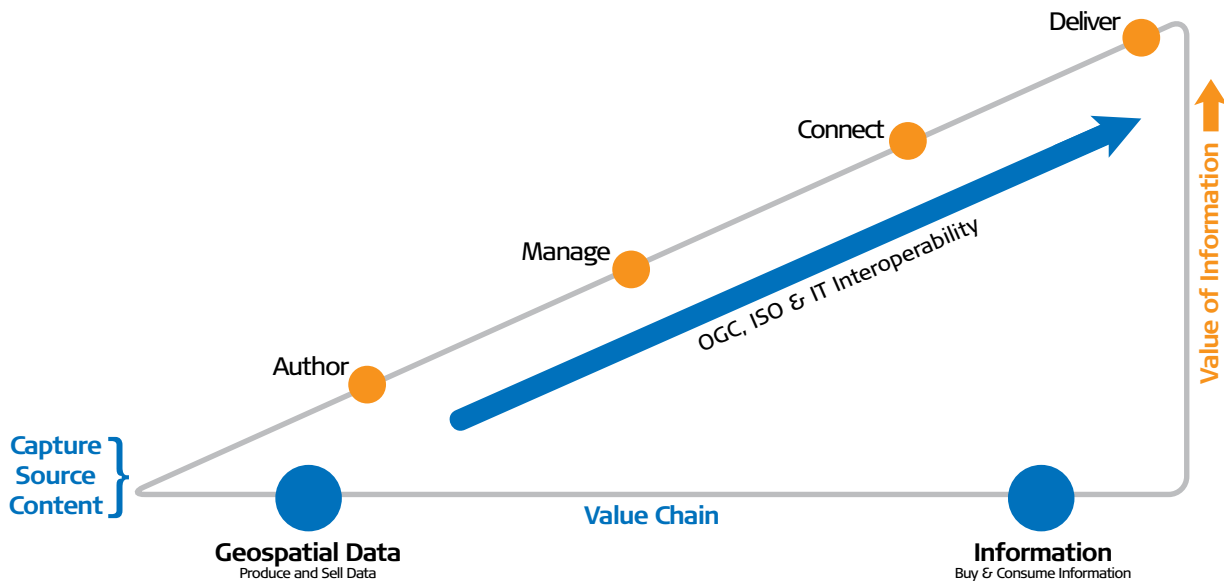 Deliver
Connect
Manage
Author
OGC, ISO & IT Interoperability
Value of Information
Capture
Source
Content
Value Chain
Geospatial Data
Produce and Sell Data
Information
Buy & Consume Information